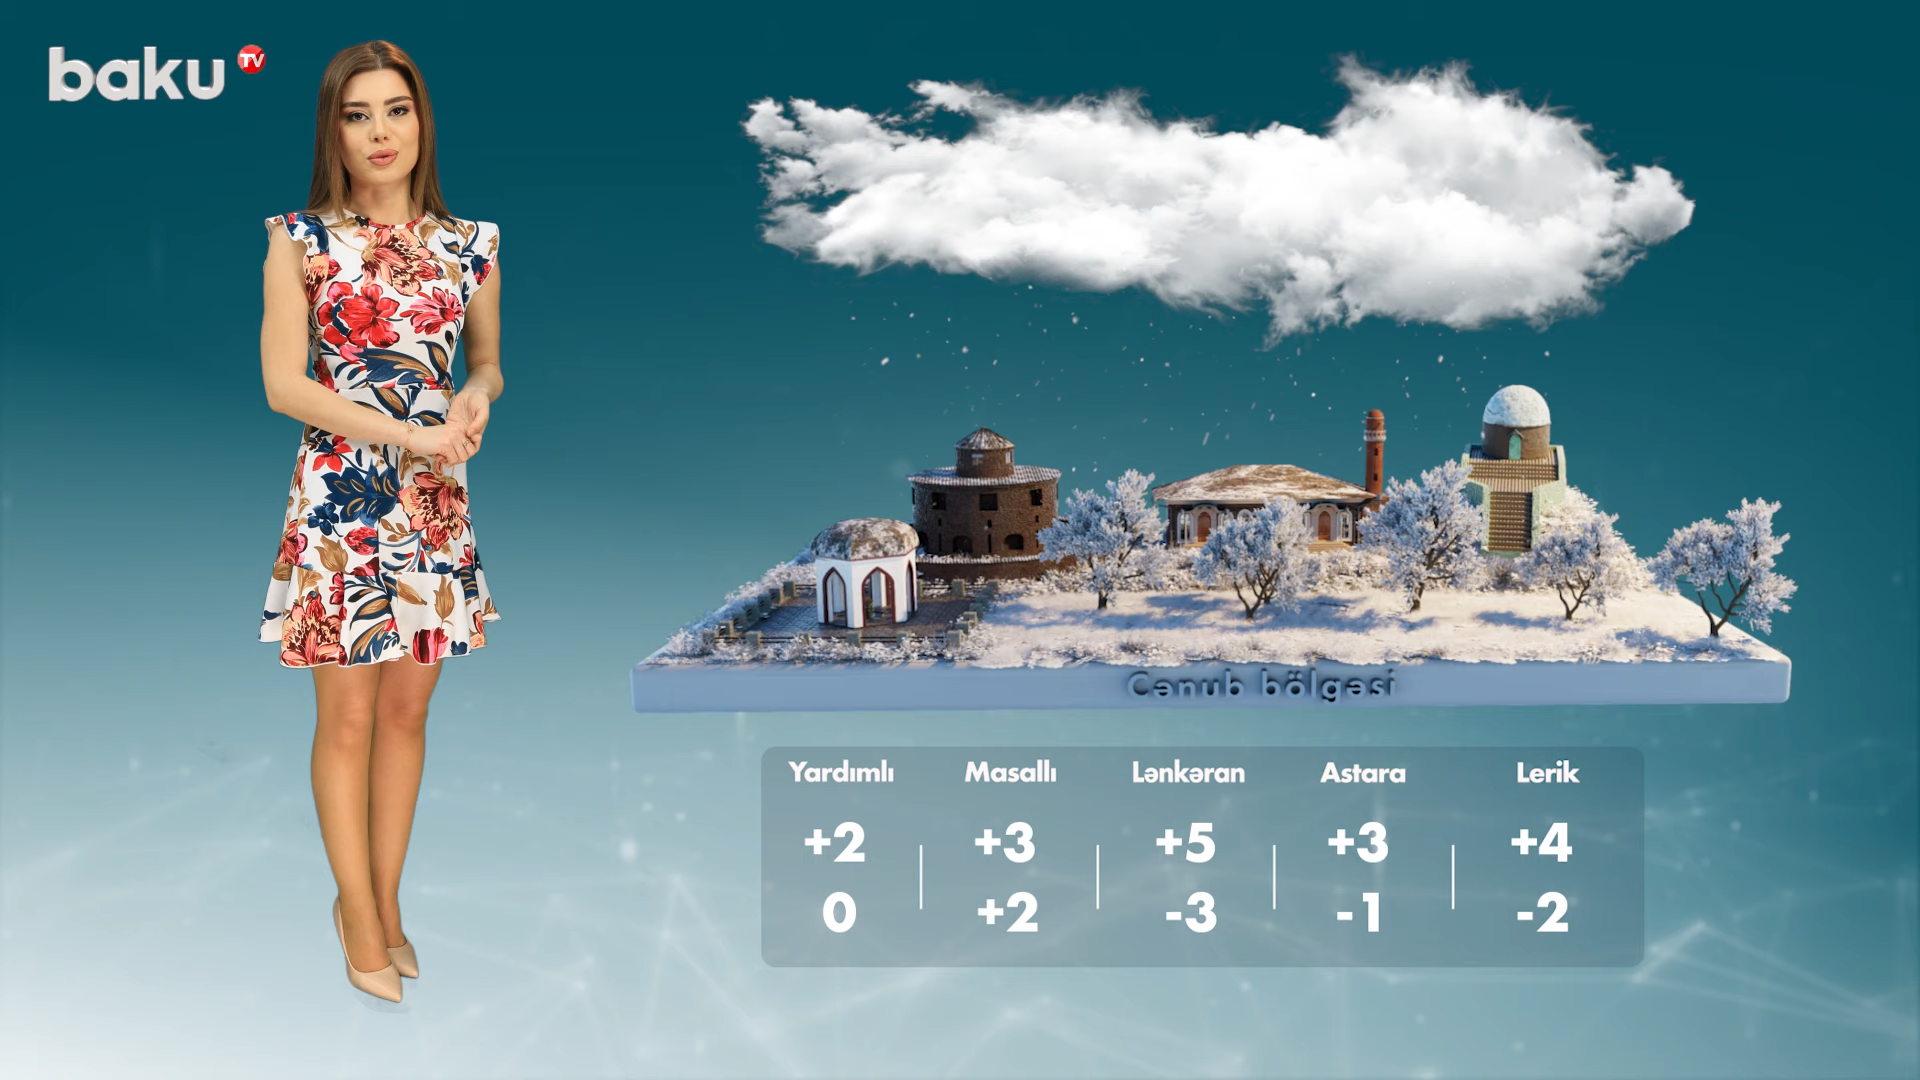 baku TV
Cənub bölgəsi
Yardımlı Masallı Lənkəran Astara Lerik
+2 +3 +5 +3 +4
0 +2 -3 -1 -2